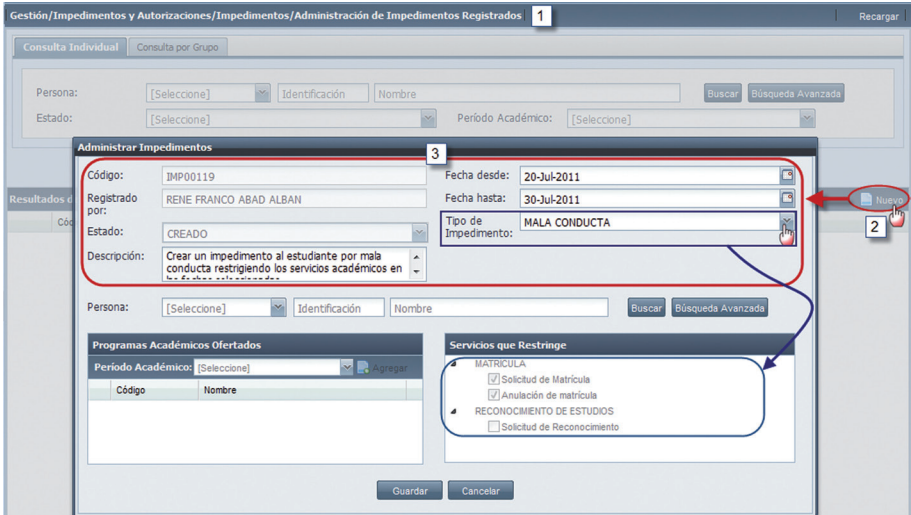 Gestión/Impedimentos y Autorizaciones/Impedimentos/Administración de Impedimentos Registrados 1 Recargar
Consulta Individual Consulta por Grupo
Persona: [Seleccione] Identificación Nombre Buscar Búsqueda Avanzada
Estado: [Seleccione] Período Académico: [Seleccione]
Administrar Impedimentos 3
Código: IMP00119 Fecha desde: 20-Jul-2011
Resultados d Registrado por: RENE FRANCO ABAD ALBAN Fecha hasta: 30-Jul-2011 Nuevo
Cód Estado: CREADO Tipo de Impedimento: MALA CONDUCTA 2
Descripción: Crear un impedimento al estudiante por mala
conducta restrigiendo los servicios académicos en
Persona: [Seleccione] Identificación Nombre Buscar Búsqueda Avanzada
Programas Académicos Ofertados Servicios que Restringe
Período Académico: [Seleccione] Agregar MATRICULA
Código Nombre Solicitud de Matrícula
Anulación de matrícula
RECONOCIMIENTO DE ESTUDIOS
Solicitud de Reconocimiento
Guardar Cancelar